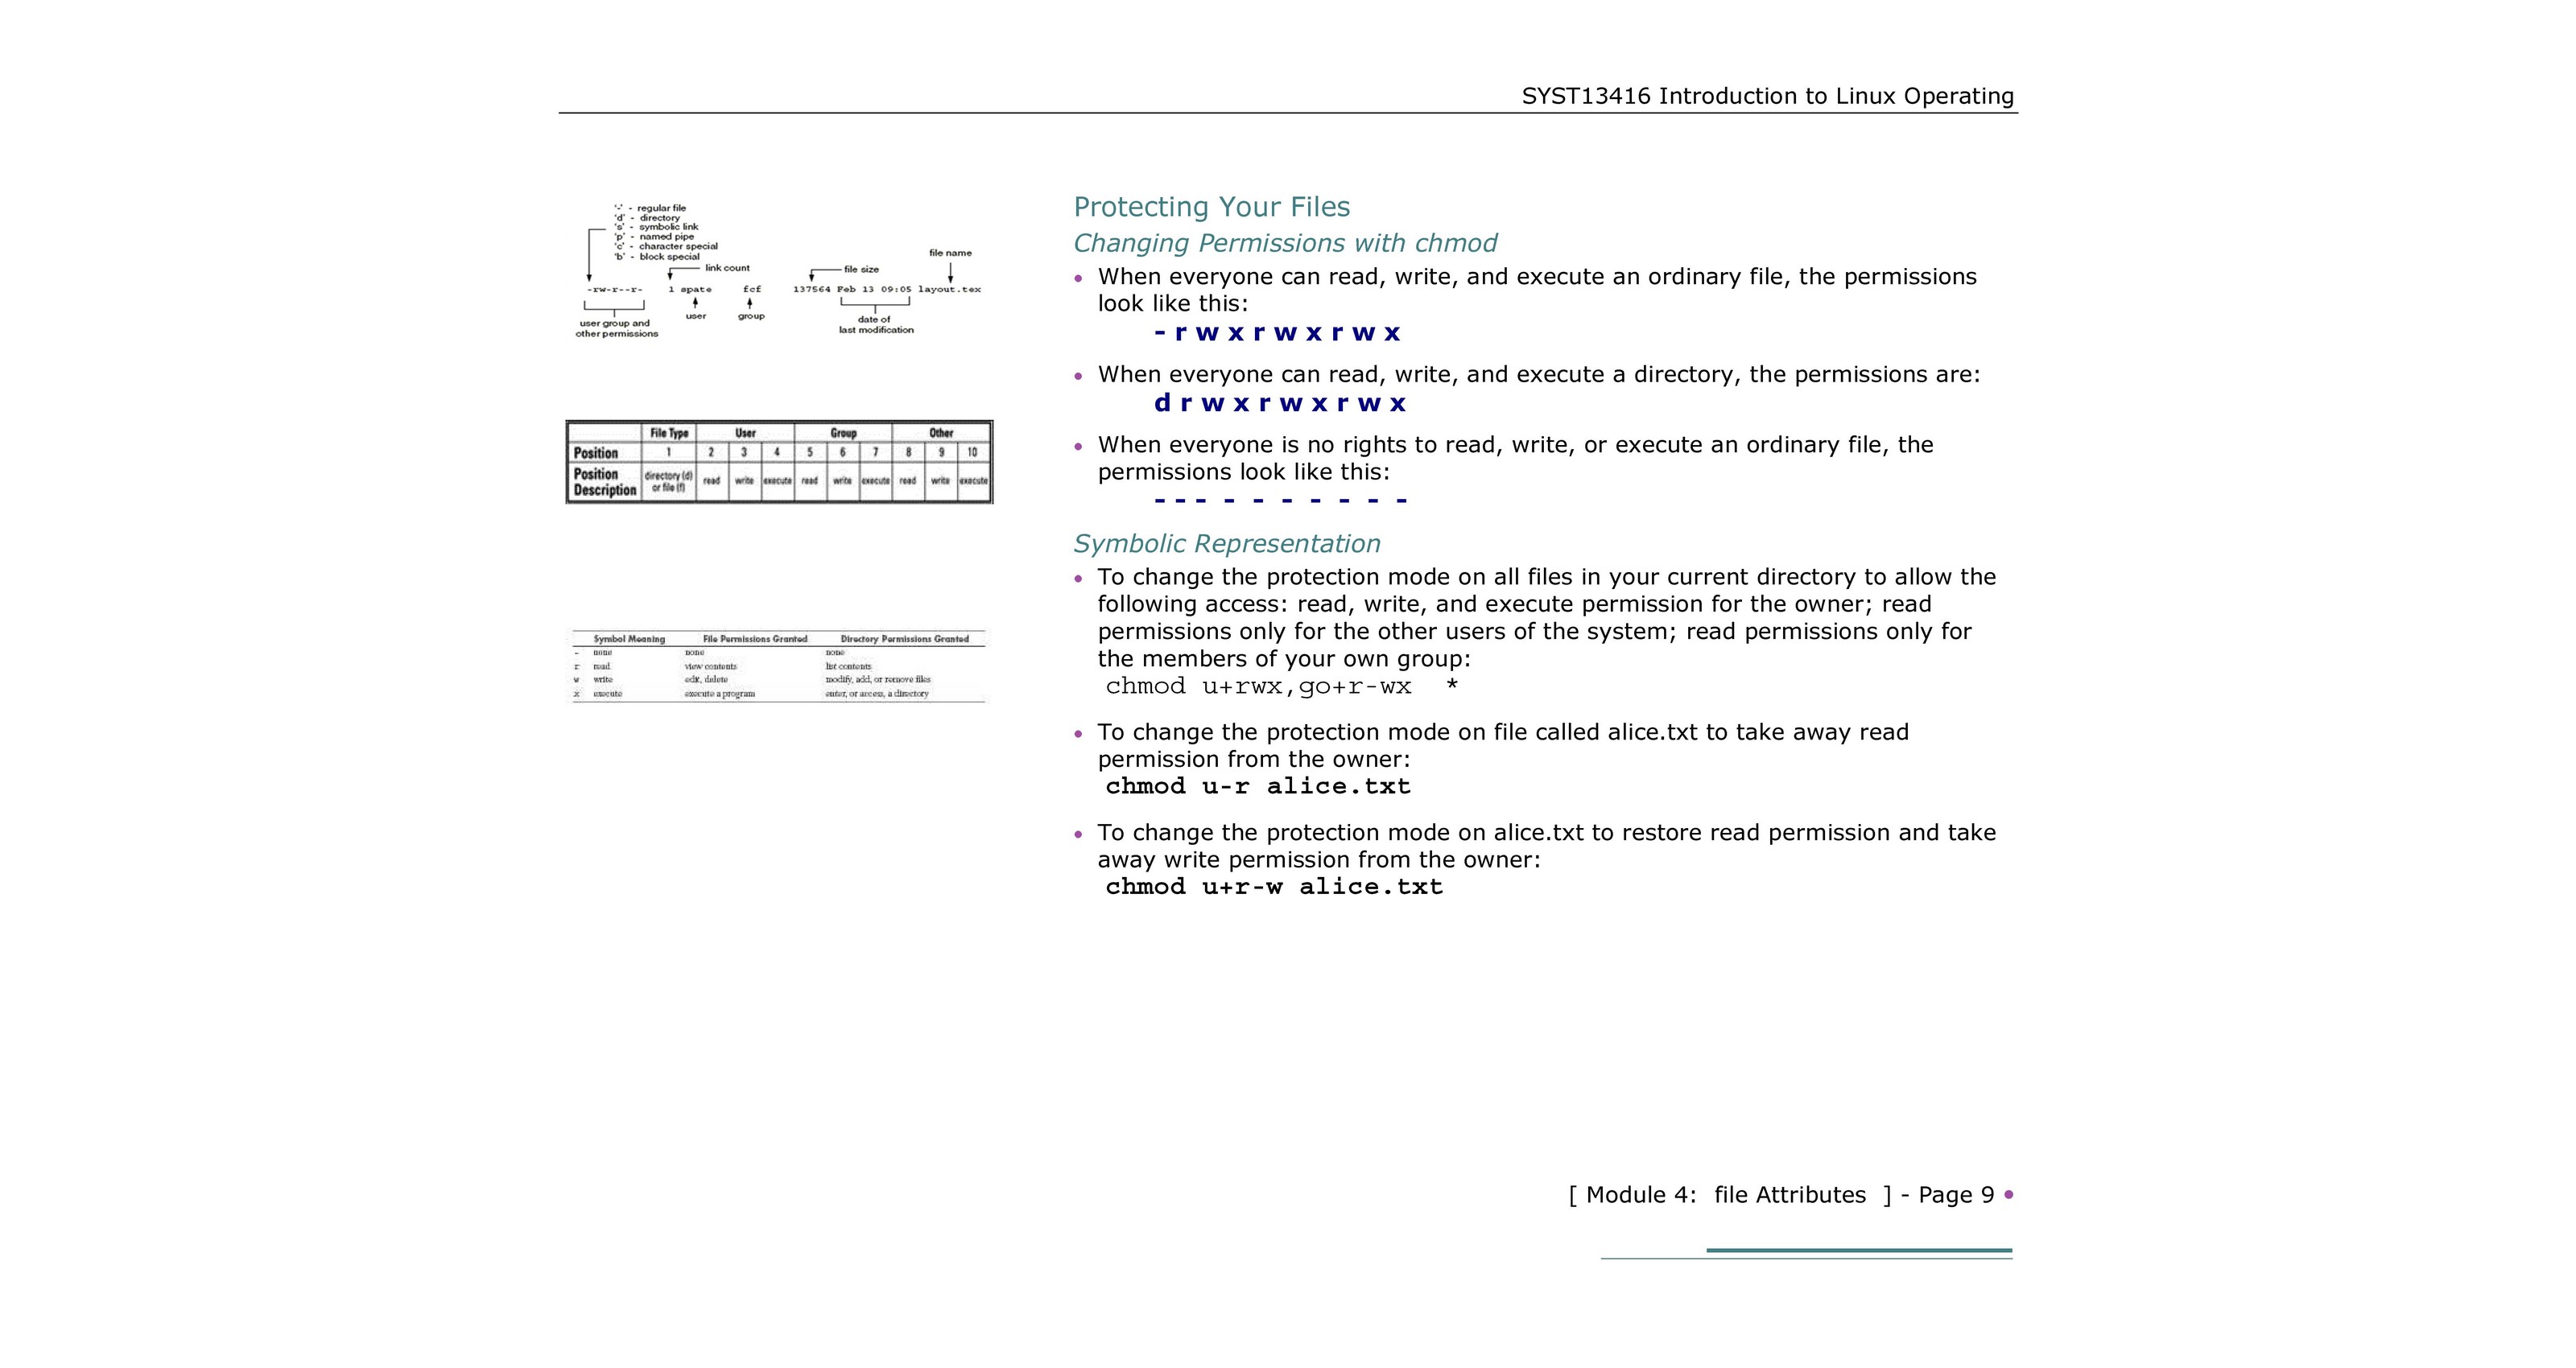 SYST13416 Introduction to Linux Operating
'-' - regular file
'd' - directory
's' - symbolic link
'p' - named pipe
'c' - character special
'b' - block special
link count
file size
file name
-rw-r--r- 1 spate fcf 137564 Feb 13 09:05 layout.tex
user group and
other permissions
user
group
date of
last modification
File Type User Group Other
Position 1 2 3 4 5 6 7 8 9 10
Position Description directory (d) or file (f) read write execute read write execute read write execute
Symbol Meaning File Permissions Granted Directory Permissions Granted
- none none none
r read view contents list contents
w write edit, delete modify, add, or remove files
x execute execute a program enter, or access, a directory
Protecting Your Files
Changing Permissions with chmod
• When everyone can read, write, and execute an ordinary file, the permissions
look like this:
- r w x r w x r w x
• When everyone can read, write, and execute a directory, the permissions are:
d r w x r w x r w x
• When everyone is no rights to read, write, or execute an ordinary file, the
permissions look like this:
- - - - - - - - - -
Symbolic Representation
• To change the protection mode on all files in your current directory to allow the
following access: read, write, and execute permission for the owner; read
permissions only for the other users of the system; read permissions only for
the members of your own group:
chmod u+rwx,go+r-wx *
• To change the protection mode on file called alice.txt to take away read
permission from the owner:
chmod u-r alice.txt
• To change the protection mode on alice.txt to restore read permission and take
away write permission from the owner:
chmod u+r-w alice.txt
[ Module 4: file Attributes ] - Page 9 •